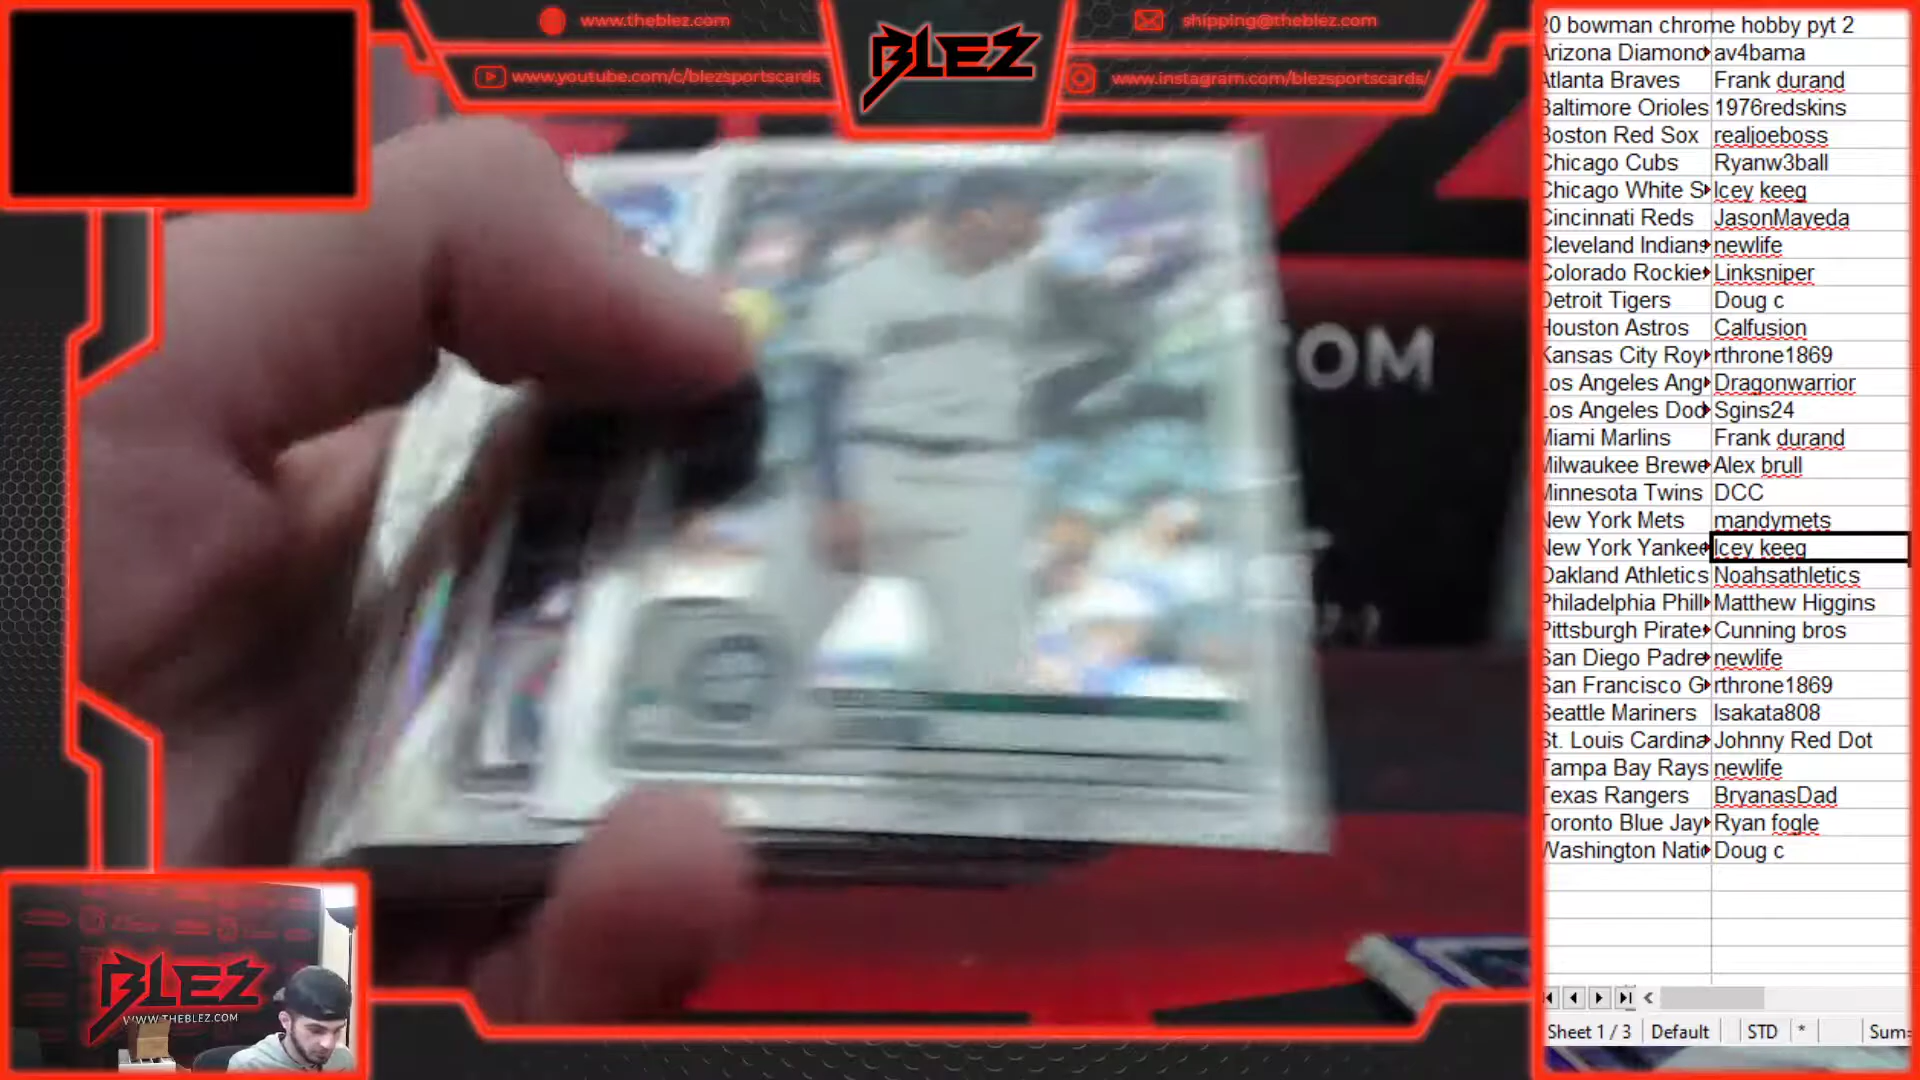 www.theblez.com
shipping@theblez.com
BLEZ
www.youtube.com/c/blezsportscards
www.instagram.com/blezsportscards/
20 bowman chrome hobby pyt 2
Arizona Diamond av4bama
Atlanta Braves Frank durand
Baltimore Orioles 1976redskins
Boston Red Sox realjoeboss
Chicago Cubs Ryanw3ball
Chicago White S Icey keeg
Cincinnati Reds JasonMayeda
Cleveland Indians newlife
Colorado Rockie Linksniper
Detroit Tigers Doug c
Houston Astros Calfusion
Kansas City Roy rthrone1869
Los Angeles Ang Dragonwarrior
Los Angeles Dod Sgins24
Miami Marlins Frank durand
Milwaukee Brewe Alex brull
Minnesota Twins DCC
New York Mets mandymets
New York Yankee Icey keeg
Oakland Athletics Noahsathletics
Philadelphia Phill Matthew Higgins
Pittsburgh Pirate Cunning bros
San Diego Padre newlife
San Francisco G rthrone1869
Seattle Mariners lsakata808
St. Louis Cardina Johnny Red Dot
Tampa Bay Rays newlife
Texas Rangers BryanasDad
Toronto Blue Jay Ryan fogle
Washington Nati Doug c
Sheet 1 / 3 Default STD * Sum=
COM
BLEZ
WWW.THEBLEZ.COM